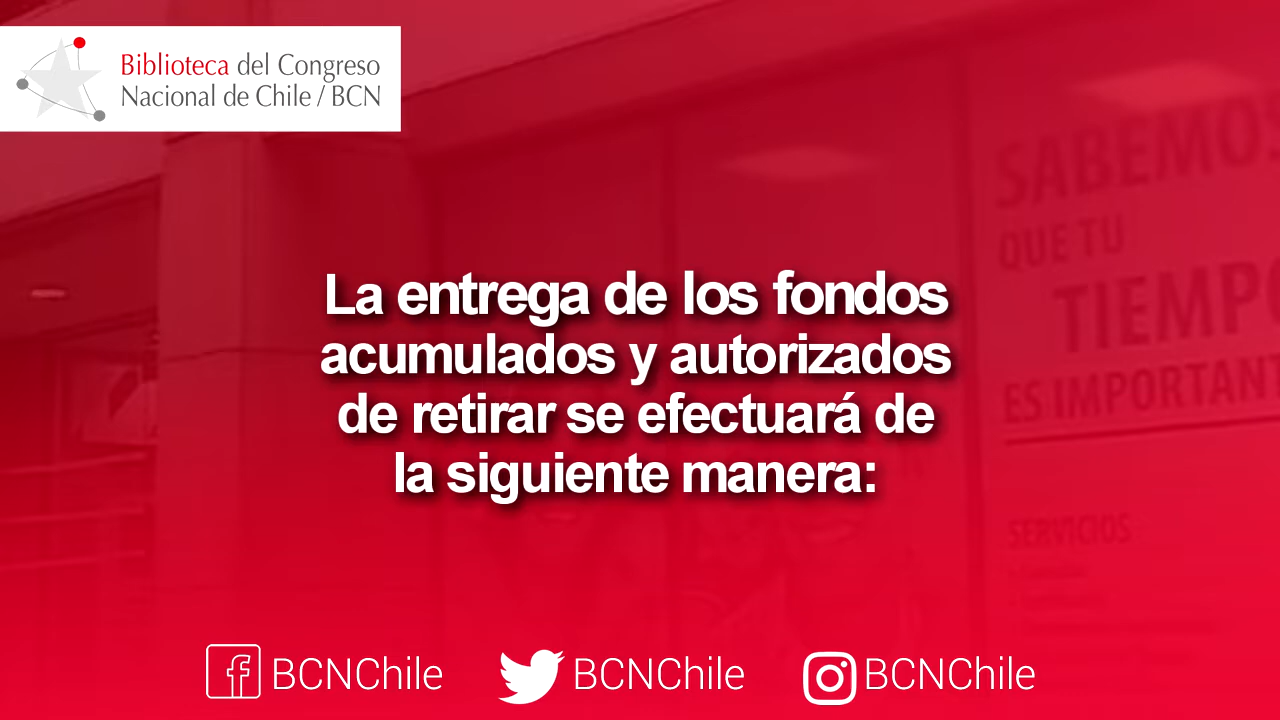 Biblioteca del Congreso
Nacional de Chile / BCN
SABEMOS
QUE TU
TIEMPO
ES IMPORTANT
SERVICIOS
La entrega de los fondos
acumulados y autorizados
de retirar se efectuará de
la siguiente manera:
BCNChile
BCNChile
BCNChile